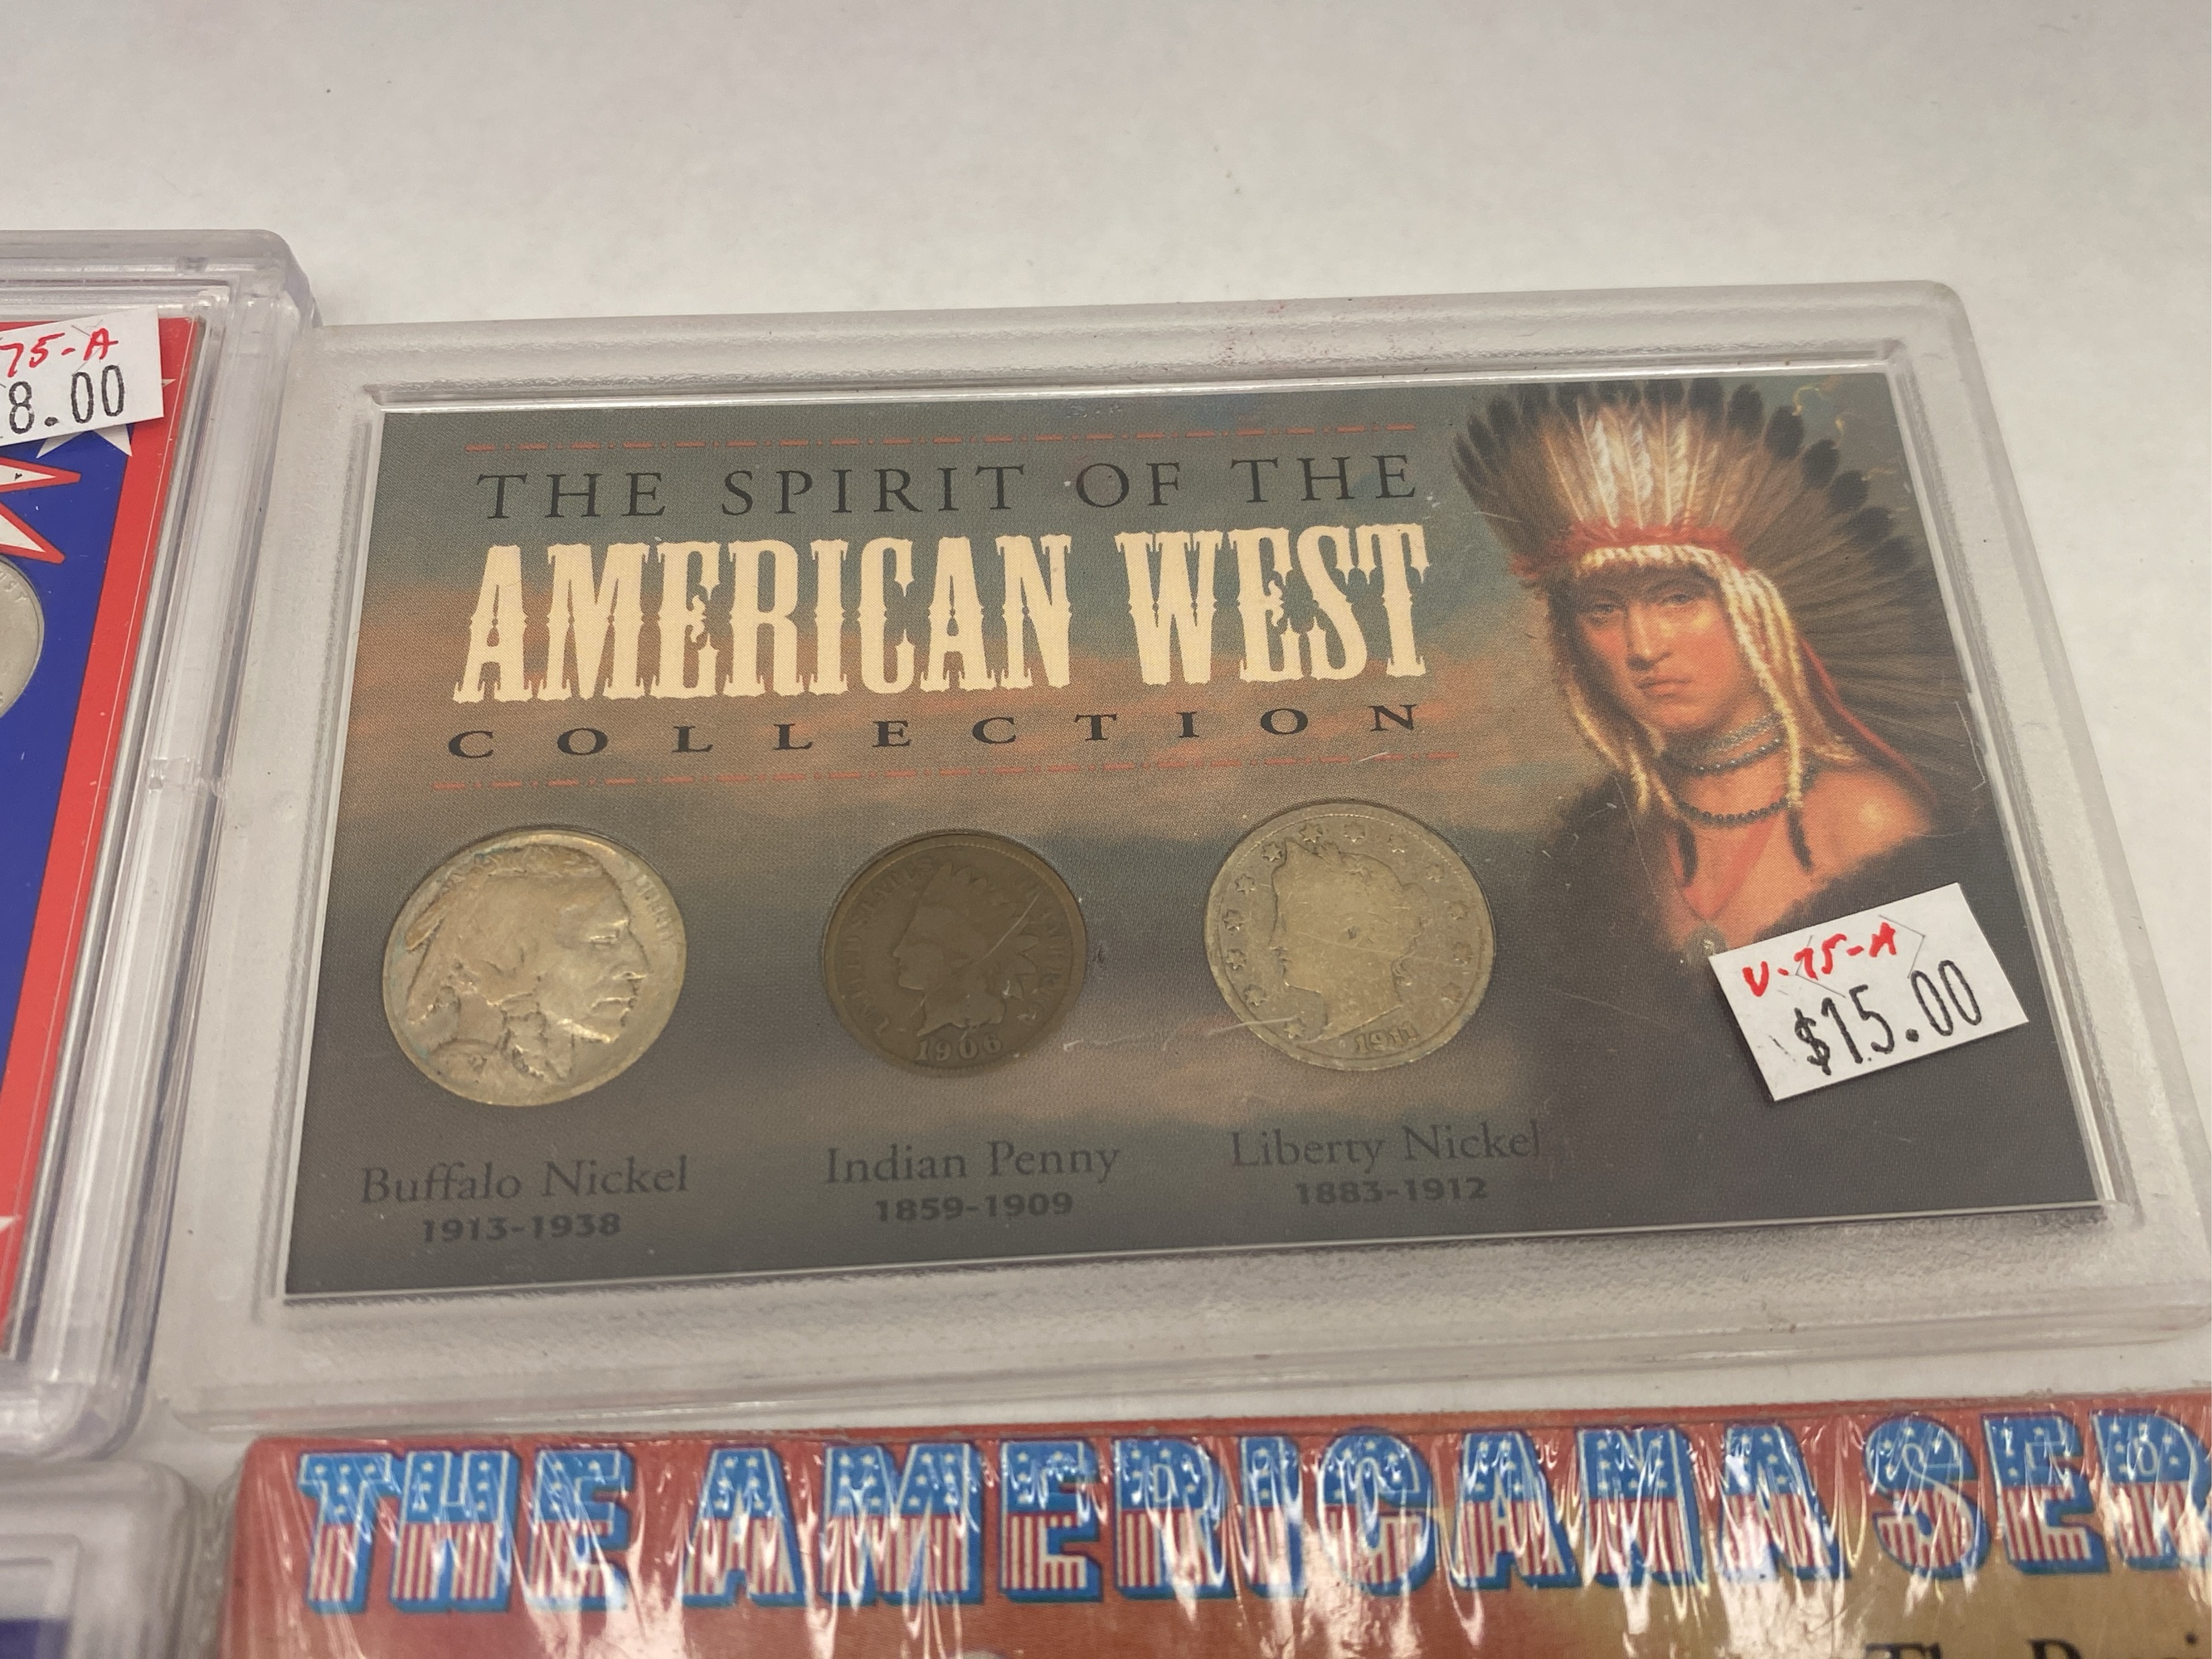 75-A
8.00
THE SPIRIT OF THE
AMERICAN WEST
COLLECTION
1906
1911
V-75-A
$15.00
Buffalo Nickel
1913-1938
Indian Penny
1859-1909
Liberty Nickel
1883-1912
THE AMERICANA SER